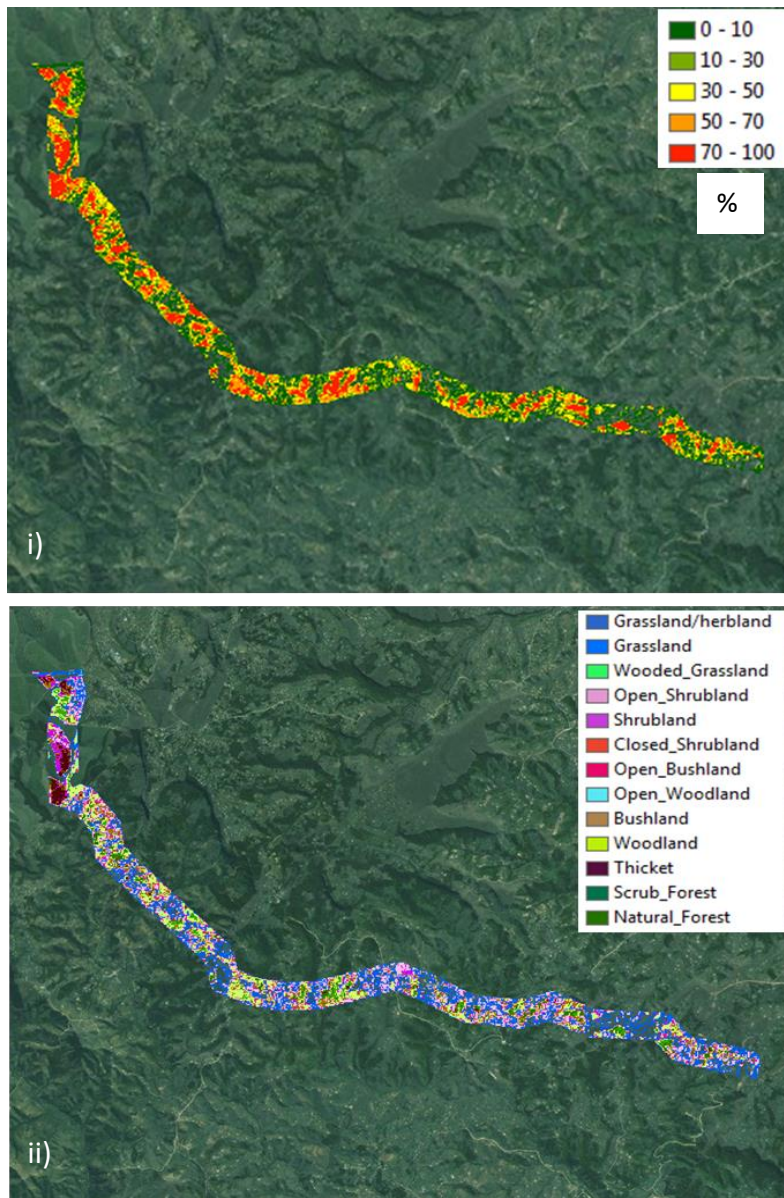 0 - 10
10 - 30
30 - 50
50 - 70
70 - 100
%
i)
Grassland/herbland
Grassland
Wooded_Grassland
Open_Shrubland
Shrubland
Closed_Shrubland
Open_Bushland
Open_Woodland
Bushland
Woodland
Thicket
Scrub_Forest
Natural_Forest
ii)